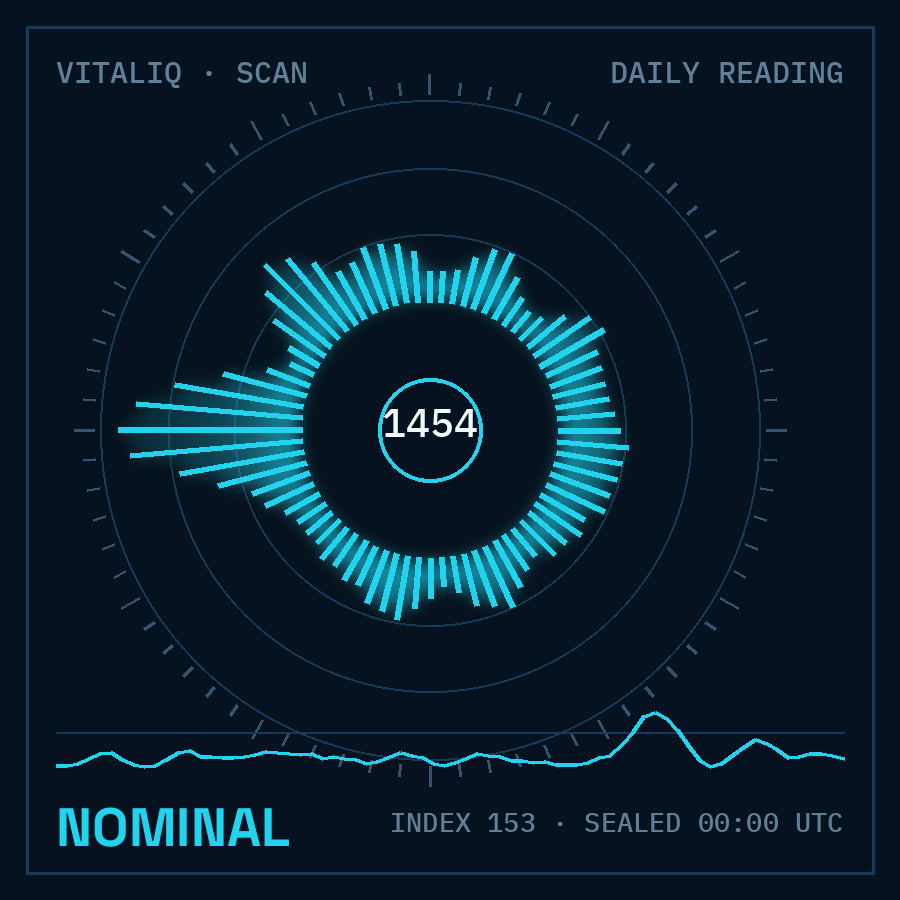 VITALIQ · SCAN
DAILY READING
1454
NOMINAL
INDEX 153 · SEALED 00:00 UTC